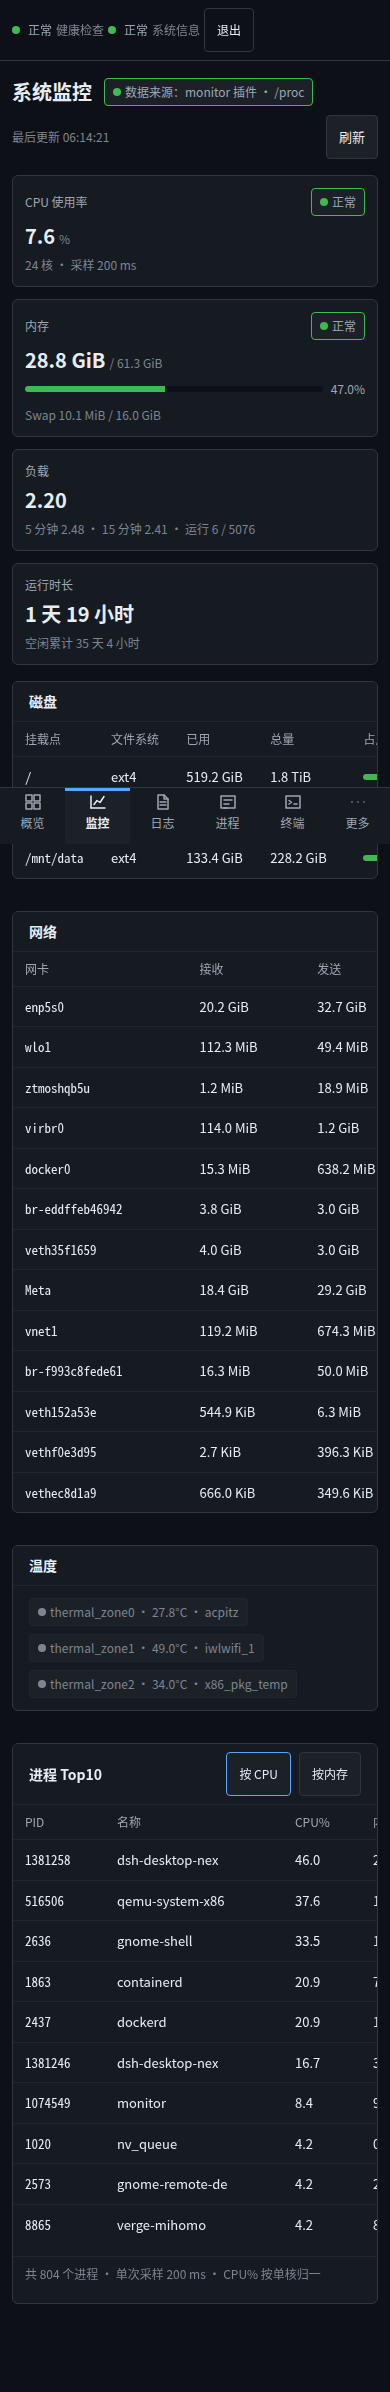 正常 健康检查 正常 系统信息 退出
系统监控 数据来源：monitor 插件 · /proc
最后更新 06:14:21 刷新
CPU 使用率 正常
7.6 %
24 核 · 采样 200 ms
内存 正常
28.8 GiB / 61.3 GiB
47.0%
Swap 10.1 MiB / 16.0 GiB
负载
2.20
5 分钟 2.48 · 15 分钟 2.41 · 运行 6 / 5076
运行时长
1 天 19 小时
空闲累计 35 天 4 小时
磁盘
挂载点 文件系统 已用 总量
/ ext4 519.2 GiB 1.8 TiB
概览 监控 日志 进程 终端 更多
/mnt/data ext4 133.4 GiB 228.2 GiB
网络
网卡 接收 发送
enp5s0 20.2 GiB 32.7 GiB
wlo1 112.3 MiB 49.4 MiB
ztmoshqb5u 1.2 MiB 18.9 MiB
virbr0 114.0 MiB 1.2 GiB
docker0 15.3 MiB 638.2 MiB
br-eddffeb46942 3.8 GiB 3.0 GiB
veth35f1659 4.0 GiB 3.0 GiB
Meta 18.4 GiB 29.2 GiB
vnet1 119.2 MiB 674.3 MiB
br-f993c8fede61 16.3 MiB 50.0 MiB
veth152a53e 544.9 KiB 6.3 MiB
vethf0e3d95 2.7 KiB 396.3 KiB
vethec8d1a9 666.0 KiB 349.6 KiB
温度
thermal_zone0 · 27.8°C · acpitz
thermal_zone1 · 49.0°C · iwlwifi_1
thermal_zone2 · 34.0°C · x86_pkg_temp
进程 Top10 按 CPU 按内存
PID 名称 CPU%
1381258 dsh-desktop-nex 46.0
516506 qemu-system-x86 37.6
2636 gnome-shell 33.5
1863 containerd 20.9
2437 dockerd 20.9
1381246 dsh-desktop-nex 16.7
1074549 monitor 8.4
1020 nv_queue 4.2
2573 gnome-remote-de 4.2
8865 verge-mihomo 4.2
共 804 个进程 · 单次采样 200 ms · CPU% 按单核归一